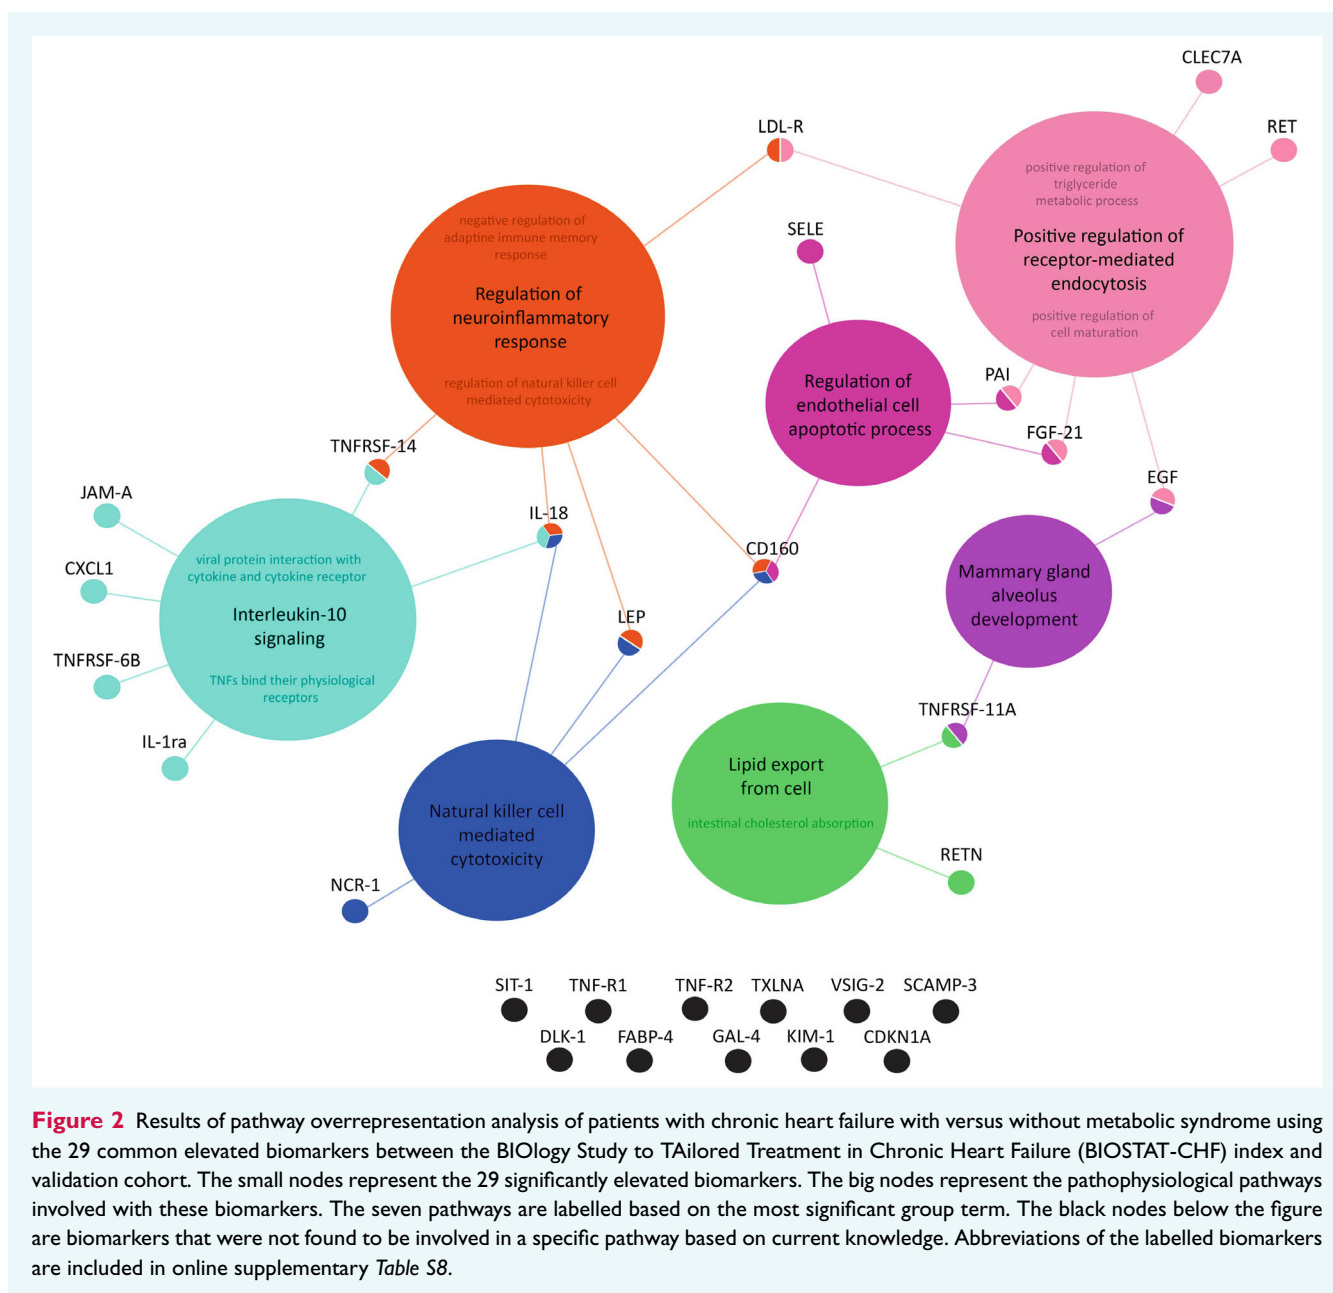 CLEC7A
LDL-R
RET
positive regulation of
triglyceride
metabolic process
negative regulation of
adaptine immune memory
response
SELE
Positive regulation of
receptor-mediated
endocytosis
Regulation of
neuroinflammatory
response
positive regulation of
cell maturation
regulation of natural killer cell
mediated cytotoxicity
Regulation of
endothelial cell
apoptotic process
PAI
FGF-21
TNFRSF-14
EGF
JAM-A
IL-18
CD160
viral protein interaction with
cytokine and cytokine receptor
CXCL1
Interleukin-10
signaling
Mammary gland
alveolus
development
LEP
TNFRSF-6B
TNFs bind their physiological
receptors
TNFRSF-11A
IL-1ra
Lipid export
from cell
intestinal cholesterol absorption
Natural killer cell
mediated
cytotoxicity
RETN
NCR-1
SIT-1 TNF-R1 TNF-R2 TXLNA VSIG-2 SCAMP-3
DLK-1 FABP-4 GAL-4 KIM-1 CDKN1A
Figure 2 Results of pathway overrepresentation analysis of patients with chronic heart failure with versus without metabolic syndrome using
the 29 common elevated biomarkers between the BIOlogy Study to TAilored Treatment in Chronic Heart Failure (BIOSTAT-CHF) index and
validation cohort. The small nodes represent the 29 significantly elevated biomarkers. The big nodes represent the pathophysiological pathways
involved with these biomarkers. The seven pathways are labelled based on the most significant group term. The black nodes below the figure
are biomarkers that were not found to be involved in a specific pathway based on current knowledge. Abbreviations of the labelled biomarkers
are included in online supplementary Table S8.